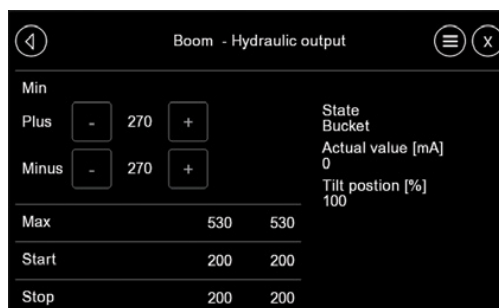 Boom - Hydraulic output
X
Min
Plus - 270 +
Minus - 270 +
Max 530 530
Start 200 200
Stop 200 200
State
Bucket
Actual value [mA]
0
Tilt postion [%]
100